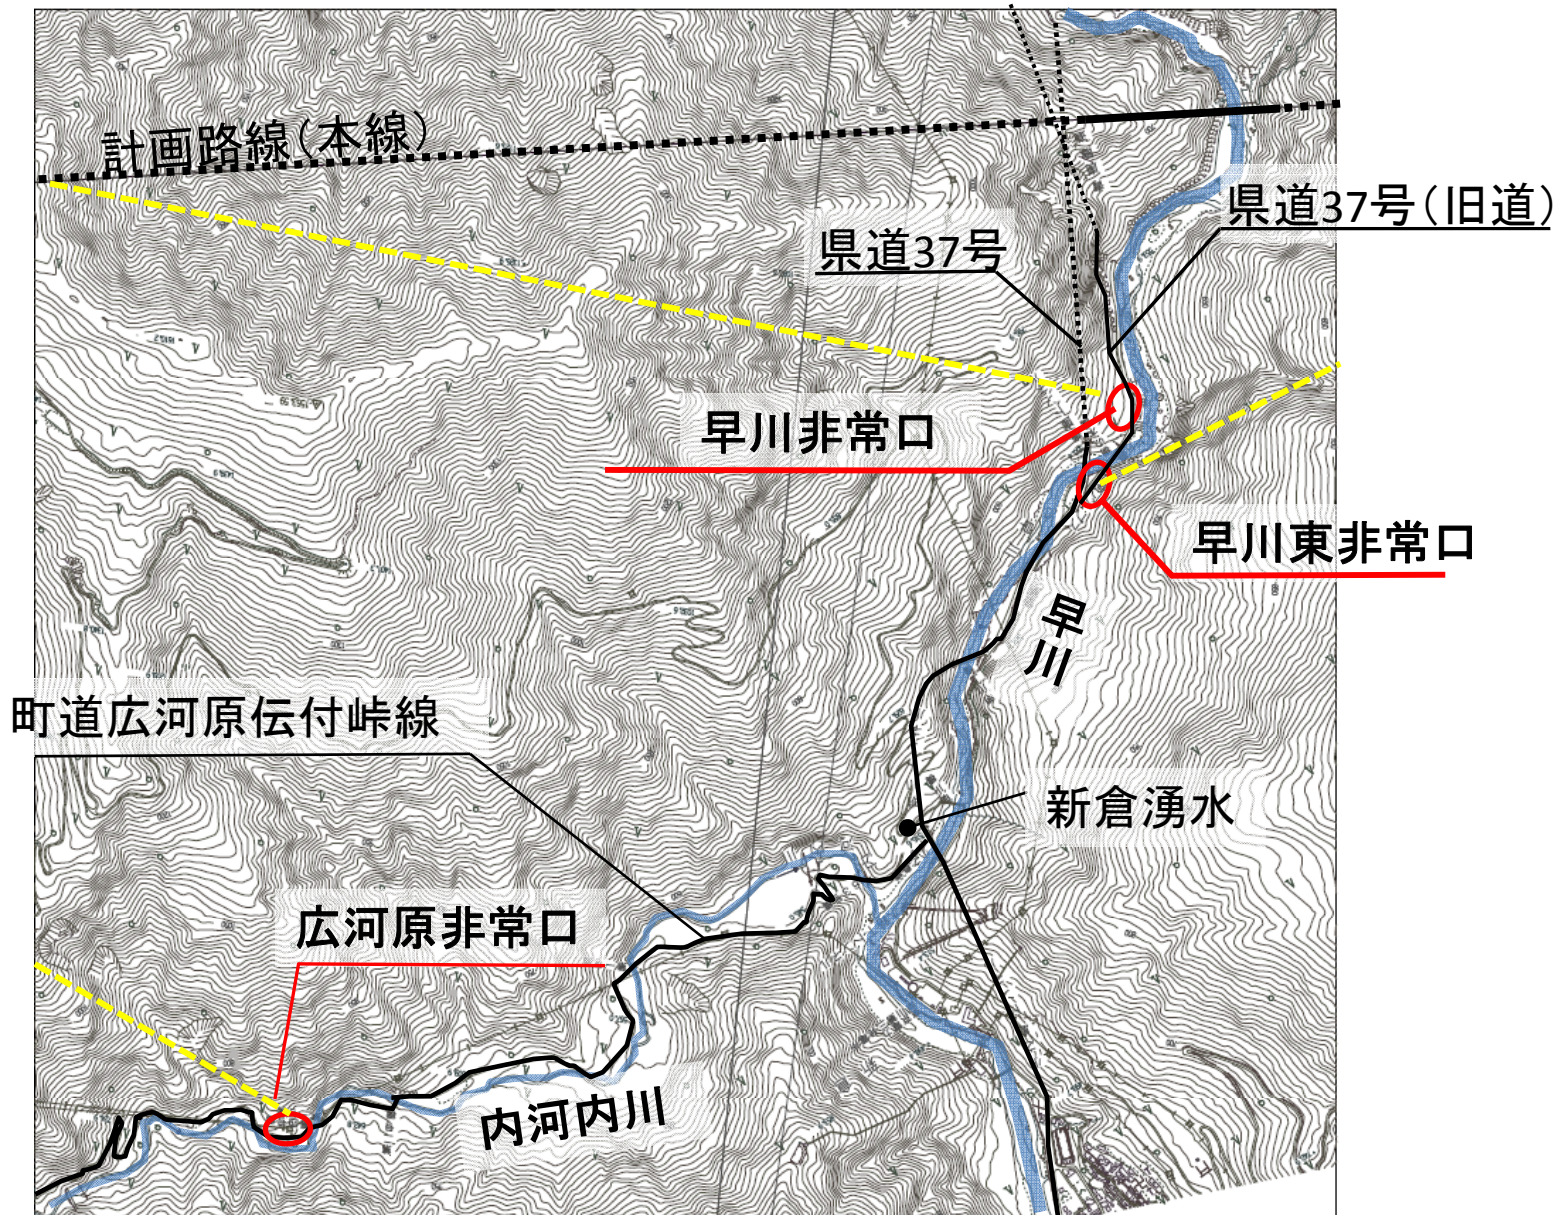 計画路線(本線)
県道37号(旧道)
県道37号
早川非常口
早川東非常口
早川
町道広河原伝付峠線
新倉湧水
広河原非常口
内河内川